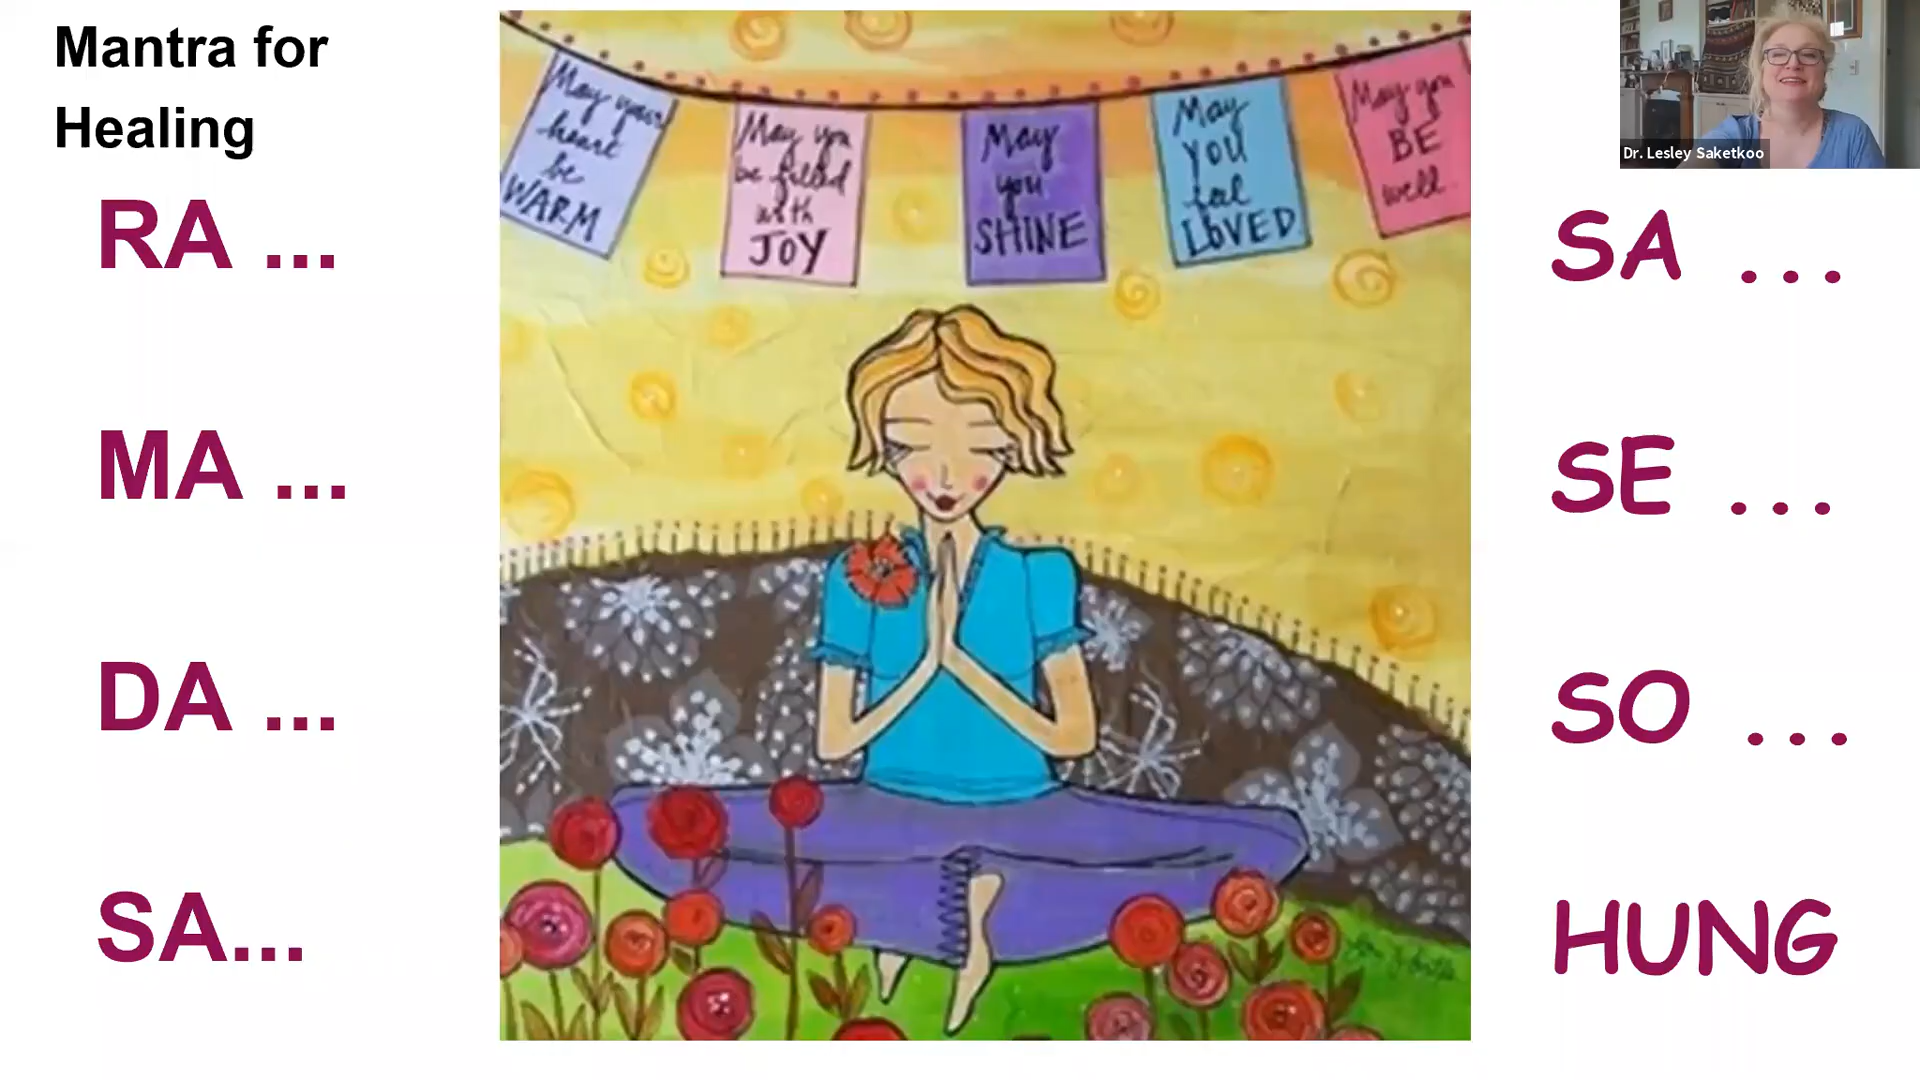 Mantra for
Healing
RA ...
MA ...
DA ...
SA...
May your
heart
be
WARM
May you
be filled
with
JOY
May
you
SHINE
May
you
feel
LOVED
May you
BE
well.
Dr. Lesley Saketkoo
SA ...
SE ...
SO ...
HUNG